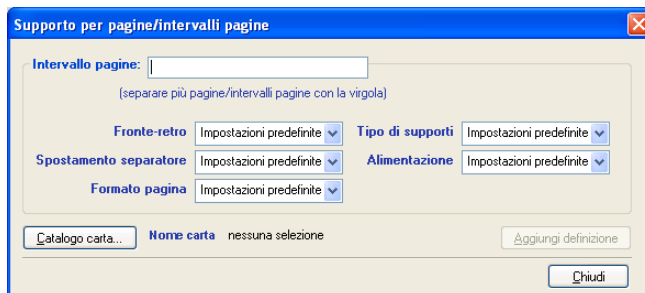 Supporto per pagine/intervalli pagine
Intervallo pagine:
(separare più pagine/intervalli pagine con la virgola)
Fronte-retro Impostazioni predefinite Tipo di supporti Impostazioni predefinite
Spostamento separatore Impostazioni predefinite Alimentazione Impostazioni predefinite
Formato pagina Impostazioni predefinite
Catalogo carta... Nome carta nessuna selezione Aggiungi definizione
Chiudi